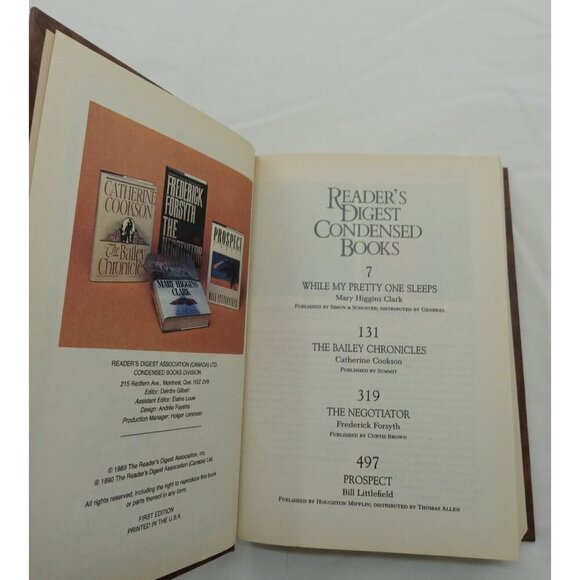 CATHERINE
COOKSON
The
Bailey
Chronicles
FREDERICK
FORSYTH
THE
NEGOTIATOR
PROSPECT
BILL LITTLEFIELD
MARY HIGGINS
CLARK
READER'S DIGEST ASSOCIATION (CANADA) LTD.
CONDENSED BOOKS DIVISION
215 Redfern Ave., Montreal, Que. H3Z 2V9
Editor: Deirdre Gilbert
Assistant Editor: Elaine Louw
Design: Andrée Payette
Production Manager: Holger Lorenzen
© 1989 The Reader's Digest Association, Inc.
© 1990 The Reader's Digest Association (Canada) Ltd.
All rights reserved, including the right to reproduce this book
or parts thereof in any form.
FIRST EDITION
PRINTED IN THE U.S.A.
READER'S
DIGEST
CONDENSED
BOOKS
7
WHILE MY PRETTY ONE SLEEPS
Mary Higgins Clark
PUBLISHED BY SIMON & SCHUSTER, DISTRIBUTED BY GENERAL
131
THE BAILEY CHRONICLES
Catherine Cookson
PUBLISHED BY SUMMIT
319
THE NEGOTIATOR
Frederick Forsyth
PUBLISHED BY CURTIS BROWN
497
PROSPECT
Bill Littlefield
PUBLISHED BY HOUGHTON MIFFLIN; DISTRIBUTED BY THOMAS ALLEN